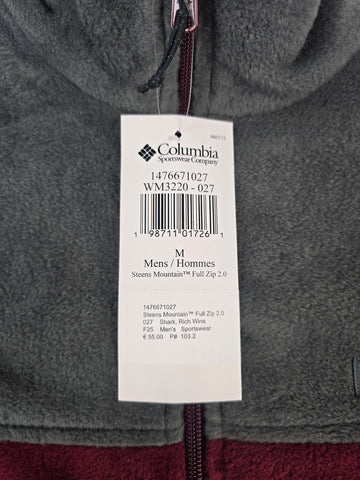 960/75
Columbia
Sportswear Company
1476671027
WM3220 - 027
1 98711 01726 1
M
Mens / Hommes
Steens Mountain™ Full Zip 2.0
1476671027
Steens Mountain™ Full Zip 2.0
027 Shark, Rich Wine
F25 Men's Sportswear
€ 55.00 P# 103.2